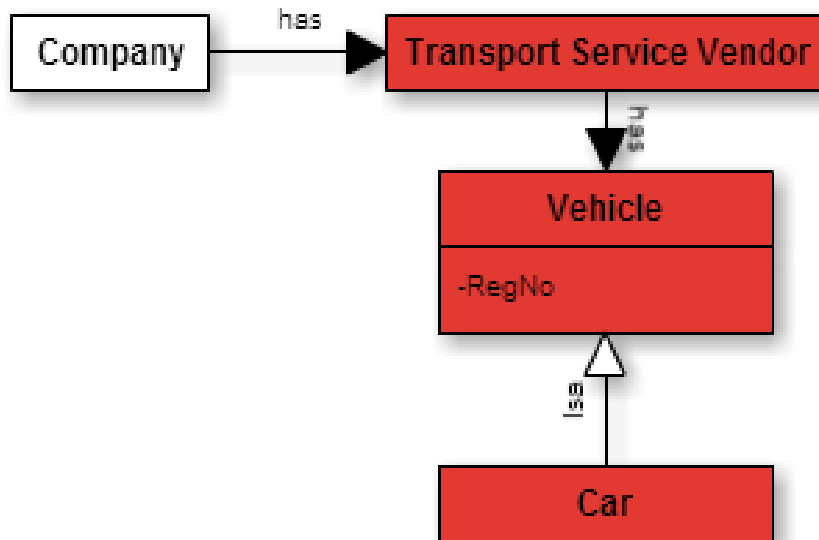 has
Company
Transport Service Vendor
has
Vehicle
-RegNo
Isa
Car